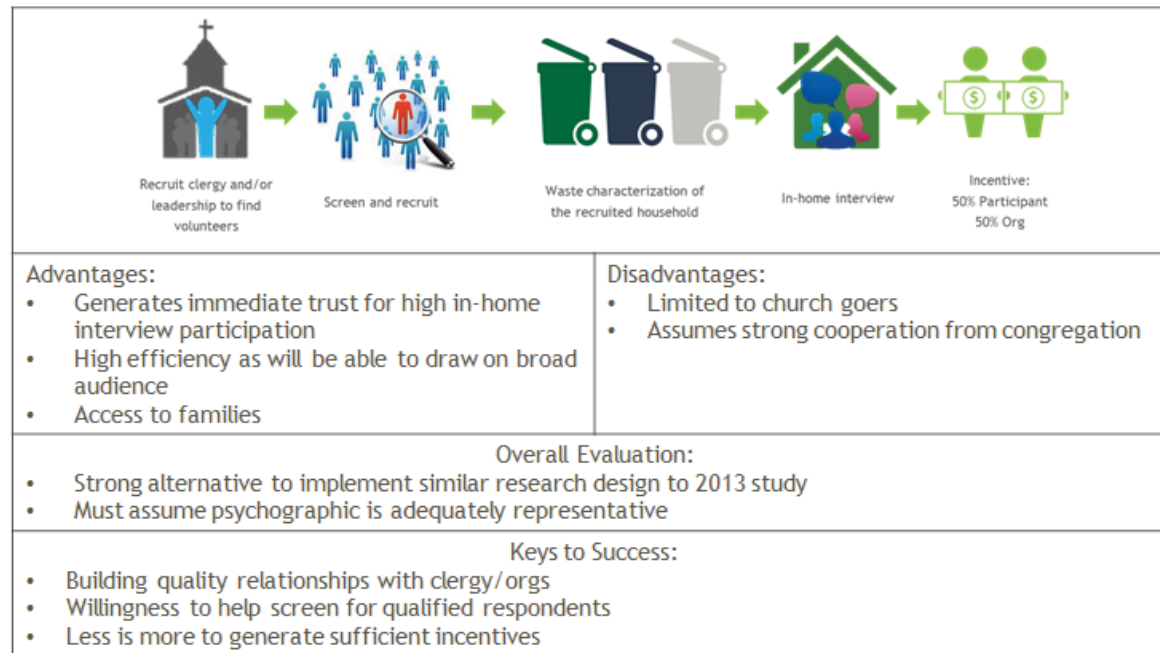 Recruit clergy and/or
leadership to find
volunteers
Screen and recruit
Waste characterization of
the recruited household
In-home interview
$ $
Incentive:
50% Participant
50% Org
Advantages:
• Generates immediate trust for high in-home
interview participation
• High efficiency as will be able to draw on broad
audience
• Access to families
Disadvantages:
• Limited to church goers
• Assumes strong cooperation from congregation
Overall Evaluation:
• Strong alternative to implement similar research design to 2013 study
• Must assume psychographic is adequately representative
Keys to Success:
• Building quality relationships with clergy/orgs
• Willingness to help screen for qualified respondents
• Less is more to generate sufficient incentives